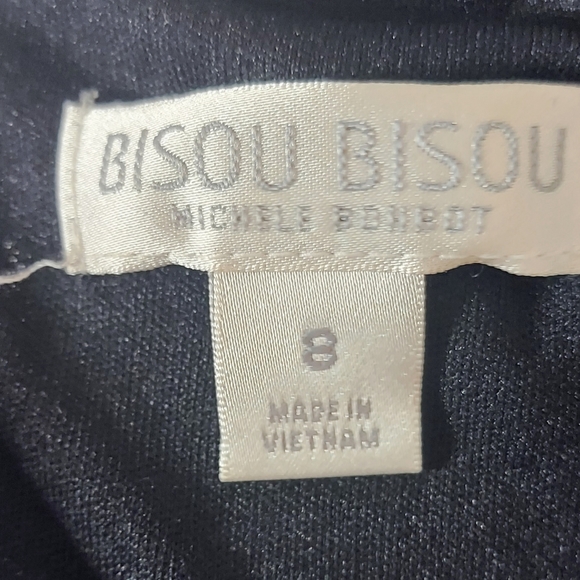 BISOU BISOU
MICHELE BOHBOT
8
MADE IN
VIETNAM